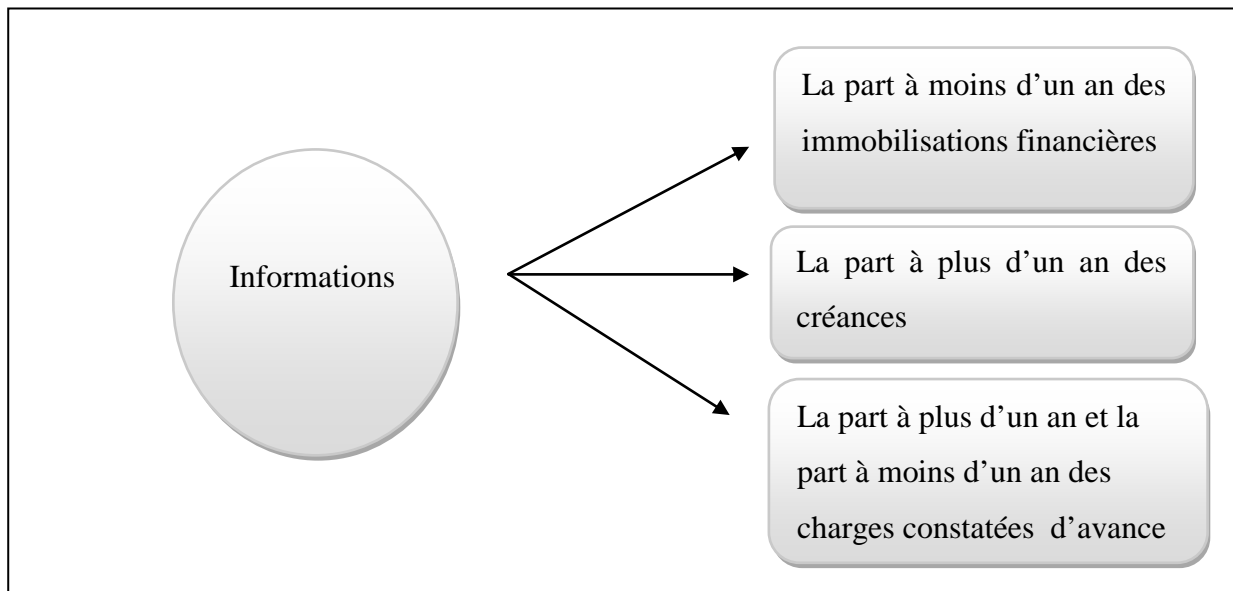 La part à moins d’un an des
immobilisations financières
Informations
La part à plus d’un an des
créances
La part à plus d’un an et la
part à moins d’un an des
charges constatées d’avance